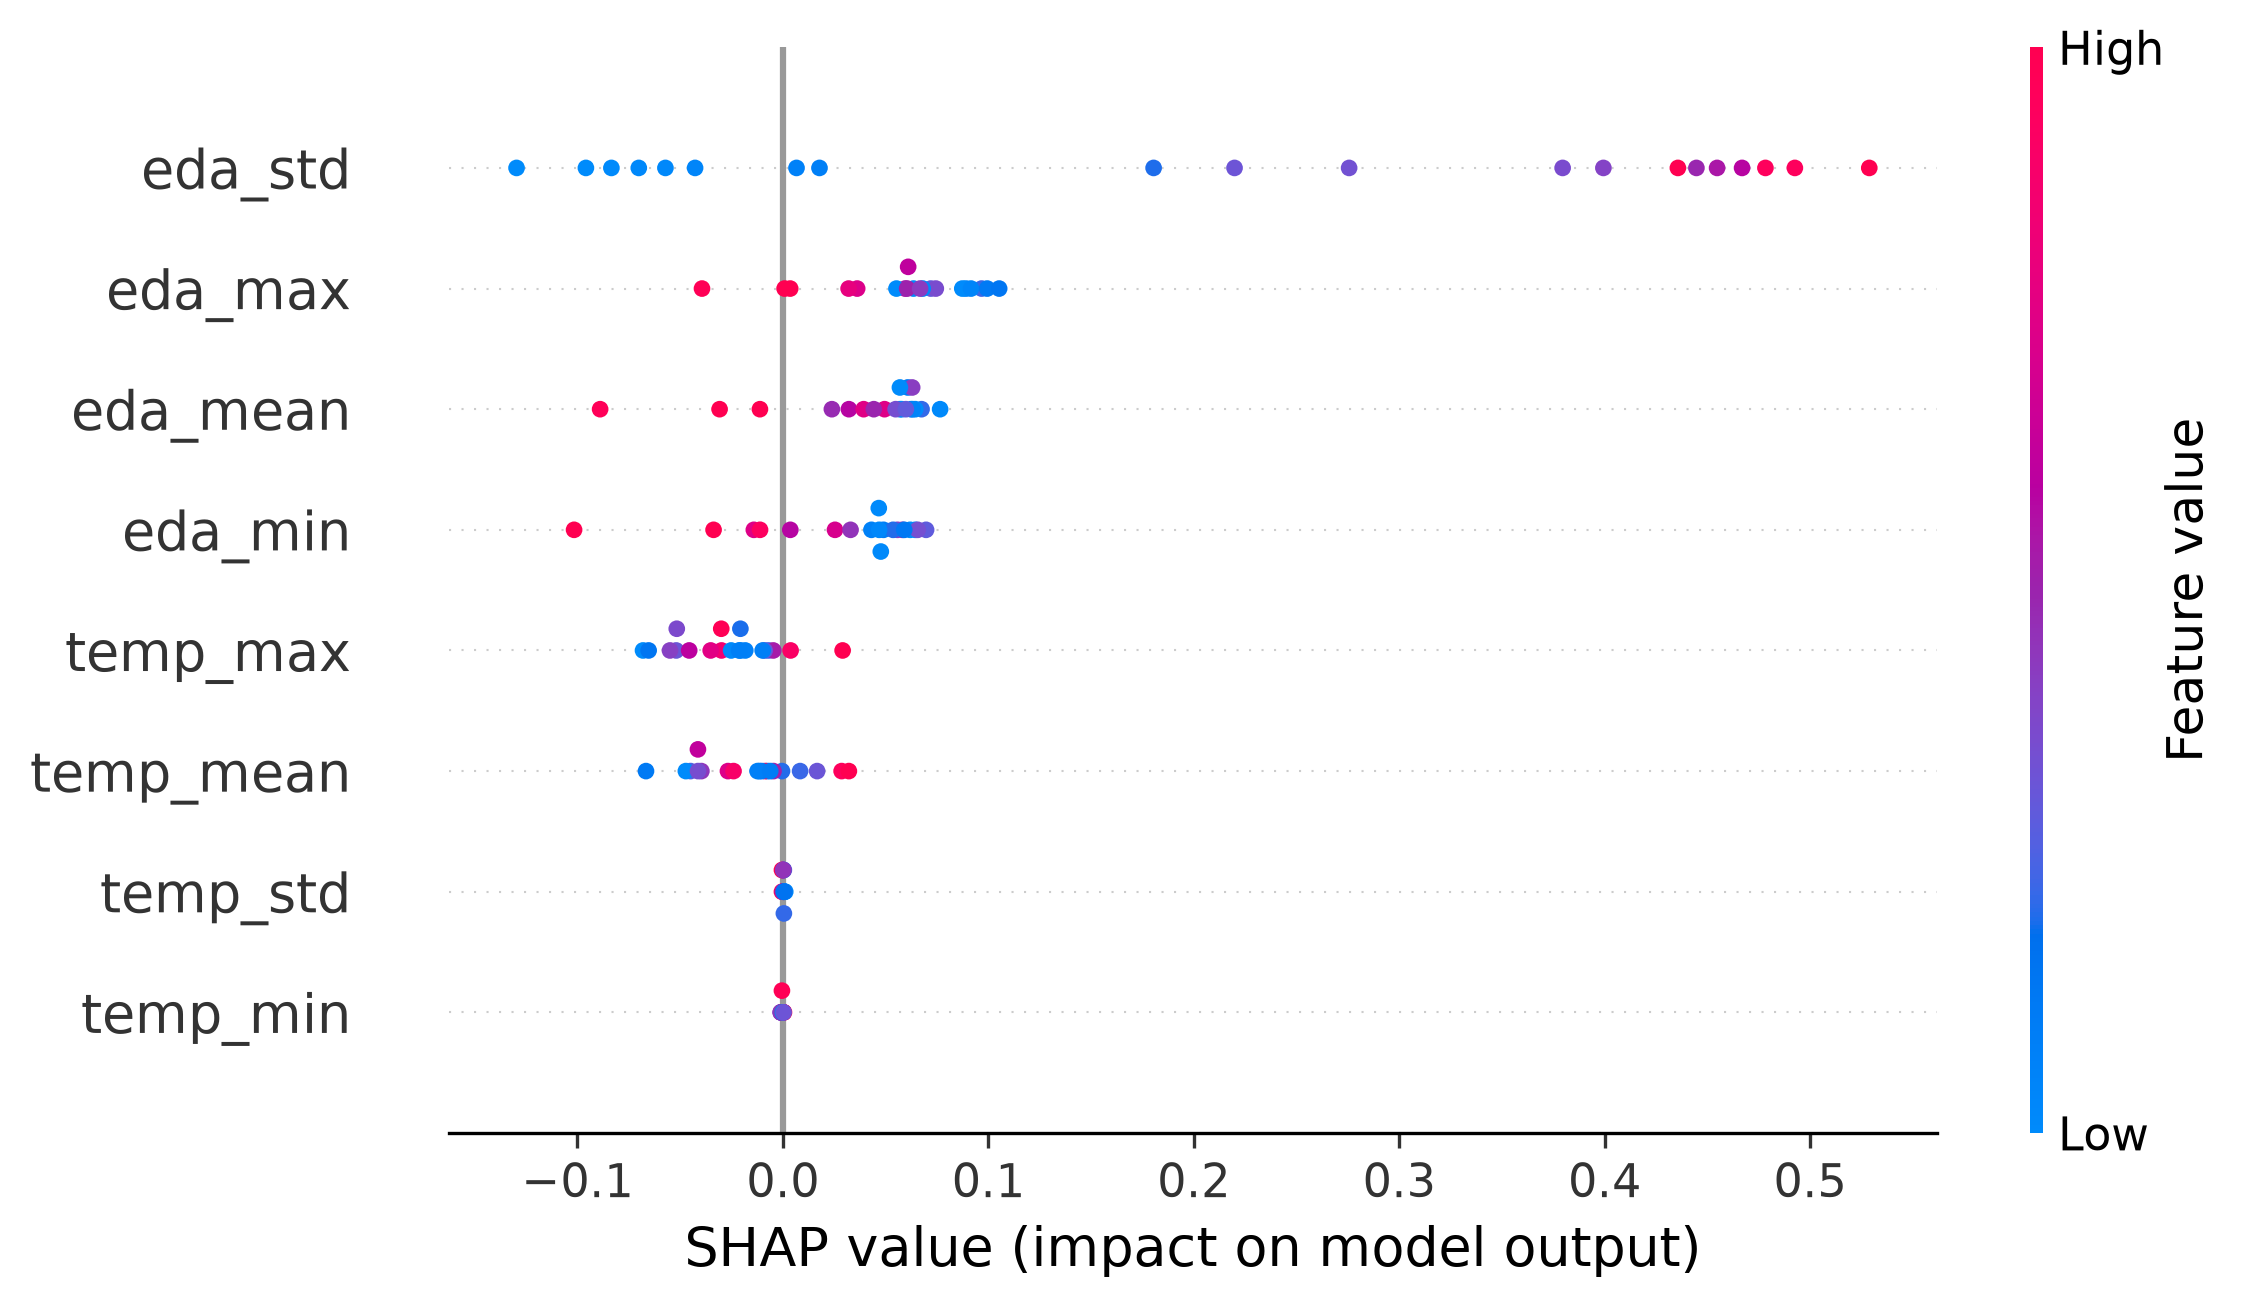 High
eda_std
eda_max
eda_mean
eda_min
temp_max
temp_mean
temp_std
temp_min
Feature value
Low
−0.1 0.0 0.1 0.2 0.3 0.4 0.5
SHAP value (impact on model output)